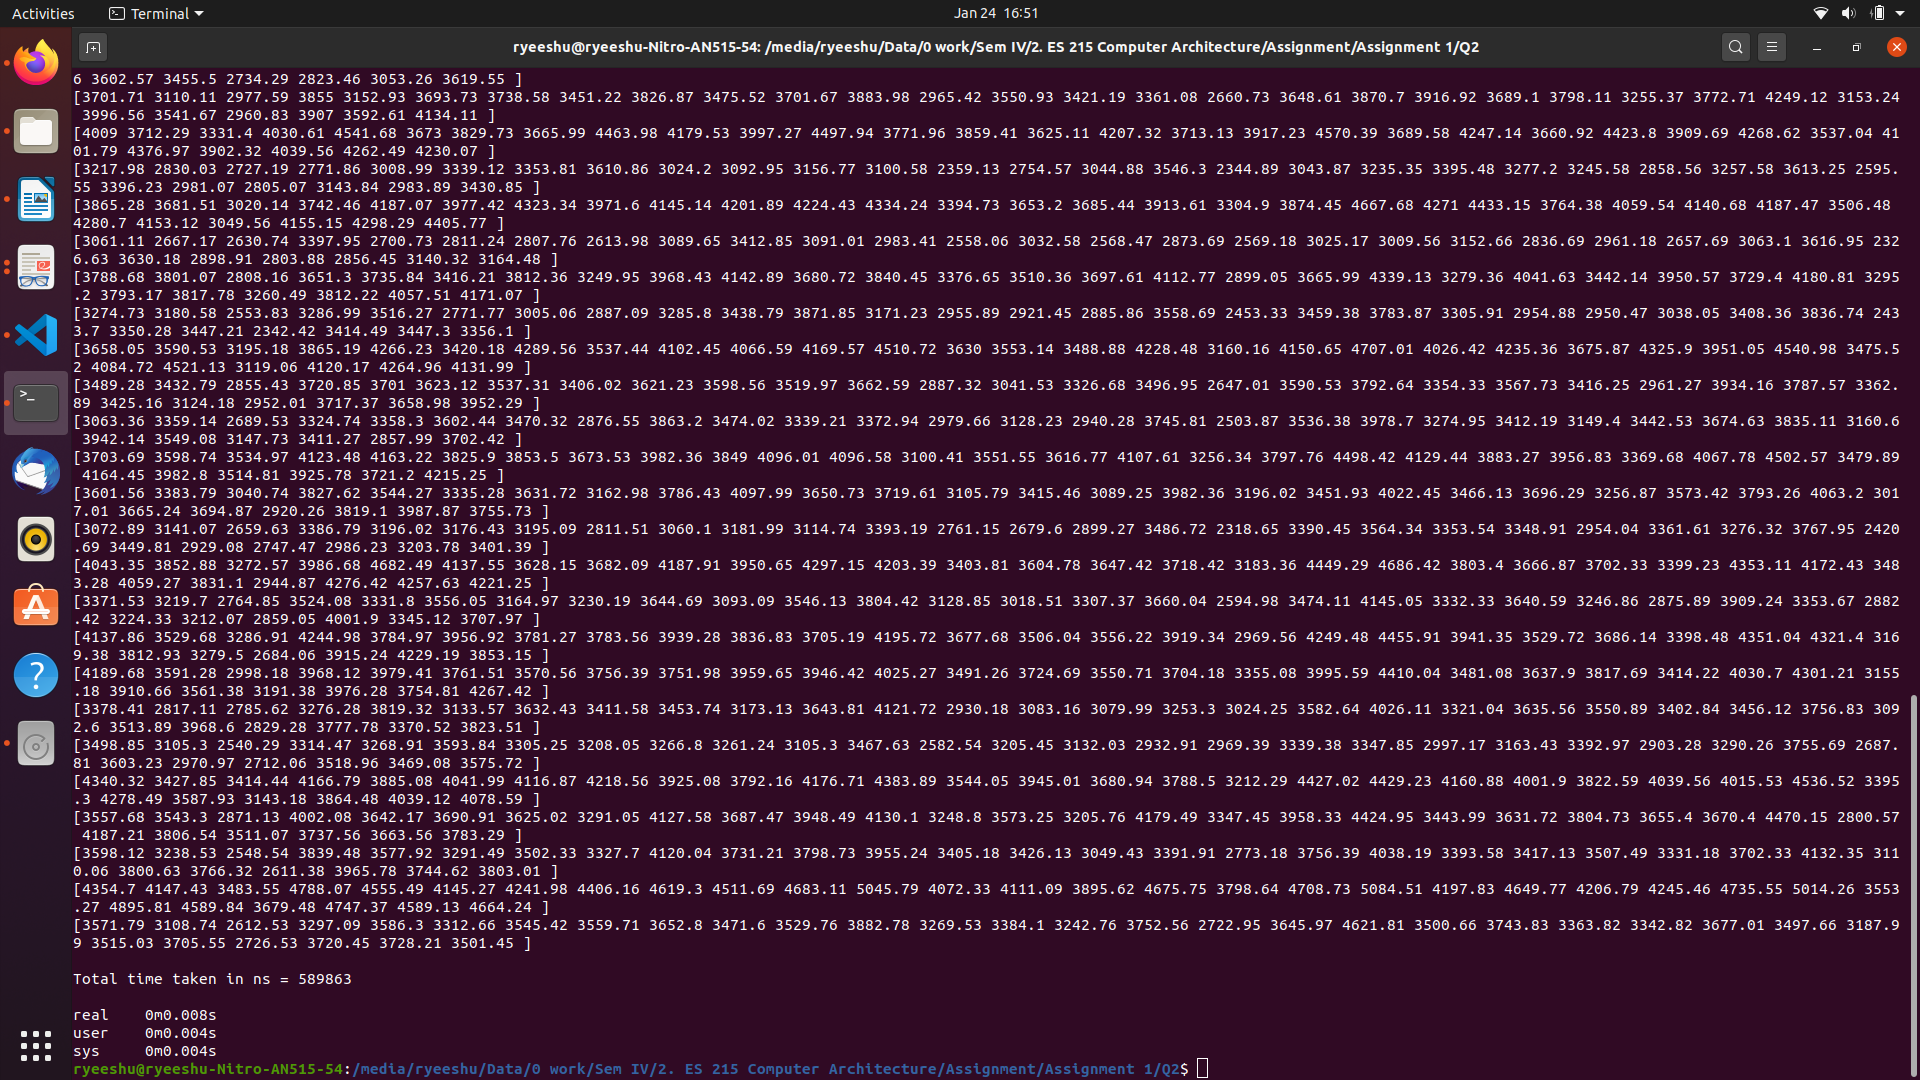 Activities
Terminal
Jan 24 16:51
ryeeshu@ryeeshu-Nitro-AN515-54: /media/ryeeshu/Data/0 work/Sem IV/2. ES 215 Computer Architecture/Assignment/Assignment 1/Q2
6 3602.57 3455.5 2734.29 2823.46 3053.26 3619.55 ]
[3701.71 3110.11 2977.59 3855 3152.93 3693.73 3738.58 3451.22 3826.87 3475.52 3701.67 3883.98 2965.42 3550.93 3421.19 3361.08 2660.73 3648.61 3870.7 3916.92 3689.1 3798.11 3255.37 3772.71 4249.12 3153.24
3996.56 3541.67 2960.83 3907 3592.61 4134.11 ]
[4009 3712.29 3331.4 4030.61 4541.68 3673 3829.73 3665.99 4463.98 4179.53 3997.27 4497.94 3771.96 3859.41 3625.11 4207.32 3713.13 3917.23 4570.39 3689.58 4247.14 3660.92 4423.8 3909.69 4268.62 3537.04 41
01.79 4376.97 3902.32 4039.56 4262.49 4230.07 ]
[3217.98 2830.03 2727.19 2771.86 3008.99 3339.12 3353.81 3610.86 3024.2 3092.95 3156.77 3100.58 2359.13 2754.57 3044.88 3546.3 2344.89 3043.87 3235.35 3395.48 3277.2 3245.58 2858.56 3257.58 3613.25 2595.
55 3396.23 2981.07 2805.07 3143.84 2983.89 3430.85 ]
[3865.28 3681.51 3020.14 3742.46 4187.07 3977.42 4323.34 3971.6 4145.14 4201.89 4224.43 4334.24 3394.73 3653.2 3685.44 3913.61 3304.9 3874.45 4667.68 4271 4433.15 3764.38 4059.54 4140.68 4187.47 3506.48
4280.7 4153.12 3049.56 4155.15 4298.29 4405.77 ]
[3061.11 2667.17 2630.74 3397.95 2700.73 2811.24 2807.76 2613.98 3089.65 3412.85 3091.01 2983.41 2558.06 3032.58 2568.47 2873.69 2569.18 3025.17 3009.56 3152.66 2836.69 2961.18 2657.69 3063.1 3616.95 232
6.63 3630.18 2898.91 2803.88 2856.45 3140.32 3164.48 ]
[3788.68 3801.07 2808.16 3651.3 3735.84 3416.21 3812.36 3249.95 3968.43 4142.89 3680.72 3840.45 3376.65 3510.36 3697.61 4112.77 2899.05 3665.99 4339.13 3279.36 4041.63 3442.14 3950.57 3729.4 4180.81 3295
.2 3793.17 3817.78 3260.49 3812.22 4057.51 4171.07 ]
[3274.73 3180.58 2553.83 3286.99 3516.27 2771.77 3005.06 2887.09 3285.8 3438.79 3871.85 3171.23 2955.89 2921.45 2885.86 3558.69 2453.33 3459.38 3783.87 3305.91 2954.88 2950.47 3038.05 3408.36 3836.74 243
3.7 3350.28 3447.21 2342.42 3414.49 3447.3 3356.1 ]
[3658.05 3590.53 3195.18 3865.19 4266.23 3420.18 4289.56 3537.44 4102.45 4066.59 4169.57 4510.72 3630 3553.14 3488.88 4228.48 3160.16 4150.65 4707.01 4026.42 4235.36 3675.87 4325.9 3951.05 4540.98 3475.5
2 4084.72 4521.13 3119.06 4120.17 4264.96 4131.99 ]
[3489.28 3432.79 2855.43 3720.85 3701 3623.12 3537.31 3406.02 3621.23 3598.56 3519.97 3662.59 2887.32 3041.53 3326.68 3496.95 2647.01 3590.53 3792.64 3354.33 3567.73 3416.25 2961.27 3934.16 3787.57 3362.
89 3425.16 3124.18 2952.01 3717.37 3658.98 3952.29 ]
[3063.36 3359.14 2689.53 3324.74 3358.3 3602.44 3470.32 2876.55 3863.2 3474.02 3339.21 3372.94 2979.66 3128.23 2940.28 3745.81 2503.87 3536.38 3978.7 3274.95 3412.19 3149.4 3442.53 3674.63 3835.11 3160.6
3942.14 3549.08 3147.73 3411.27 2857.99 3702.42 ]
[3703.69 3598.74 3534.97 4123.48 4163.22 3825.9 3853.5 3673.53 3982.36 3849 4096.01 4096.58 3100.41 3551.55 3616.77 4107.61 3256.34 3797.76 4498.42 4129.44 3883.27 3956.83 3369.68 4067.78 4502.57 3479.89
4164.45 3982.8 3514.81 3925.78 3721.2 4215.25 ]
[3601.56 3383.79 3040.74 3827.62 3544.27 3335.28 3631.72 3162.98 3786.43 4097.99 3650.73 3719.61 3105.79 3415.46 3089.25 3982.36 3196.02 3451.93 4022.45 3466.13 3696.29 3256.87 3573.42 3793.26 4063.2 301
7.01 3665.24 3694.87 2920.26 3819.1 3987.87 3755.73 ]
[3072.89 3141.07 2659.63 3386.79 3196.02 3176.43 3195.09 2811.51 3060.1 3181.99 3114.74 3393.19 2761.15 2679.6 2899.27 3486.72 2318.65 3390.45 3564.34 3353.54 3348.91 2954.04 3361.61 3276.32 3767.95 2420
.69 3449.81 2929.08 2747.47 2986.23 3203.78 3401.39 ]
[4043.35 3852.88 3272.57 3986.68 4682.49 4137.55 3628.15 3682.09 4187.91 3950.65 4297.15 4203.39 3403.81 3604.78 3647.42 3718.42 3183.36 4449.29 4686.42 3803.4 3666.87 3702.33 3399.23 4353.11 4172.43 348
3.28 4059.27 3831.1 2944.87 4276.42 4257.63 4221.25 ]
[3371.53 3219.7 2764.85 3524.08 3331.8 3556.05 3164.97 3230.19 3644.69 3093.09 3546.13 3804.42 3128.85 3018.51 3307.37 3660.04 2594.98 3474.11 4145.05 3332.33 3640.59 3246.86 2875.89 3909.24 3353.67 2882
.42 3224.33 3212.07 2859.05 4001.9 3345.12 3707.97 ]
[4137.86 3529.68 3286.91 4244.98 3784.97 3956.92 3781.27 3783.56 3939.28 3836.83 3705.19 4195.72 3677.68 3506.04 3556.22 3919.34 2969.56 4249.48 4455.91 3941.35 3529.72 3686.14 3398.48 4351.04 4321.4 316
9.38 3812.93 3279.5 2684.06 3915.24 4229.19 3853.15 ]
[4189.68 3591.28 2998.18 3968.12 3979.41 3761.51 3570.56 3756.39 3751.98 3959.65 3946.42 4025.27 3491.26 3724.69 3550.71 3704.18 3355.08 3995.59 4410.04 3481.08 3637.9 3817.69 3414.22 4030.7 4301.21 3155
.18 3910.66 3561.38 3191.38 3976.28 3754.81 4267.42 ]
[3378.41 2817.11 2785.62 3276.28 3819.32 3133.57 3632.43 3411.58 3453.74 3173.13 3643.81 4121.72 2930.18 3083.16 3079.99 3253.3 3024.25 3582.64 4026.11 3321.04 3635.56 3550.89 3402.84 3456.12 3756.83 309
2.6 3513.89 3968.6 2829.28 3777.78 3370.52 3823.51 ]
[3498.85 3105.3 2540.29 3314.47 3268.91 3593.84 3305.25 3208.05 3266.8 3261.24 3105.3 3467.63 2582.54 3205.45 3132.03 2932.91 2969.39 3339.38 3347.85 2997.17 3163.43 3392.97 2903.28 3290.26 3755.69 2687.
81 3603.23 2970.97 2712.06 3518.96 3469.08 3575.72 ]
[4340.32 3427.85 3414.44 4166.79 3885.08 4041.99 4116.87 4218.56 3925.08 3792.16 4176.71 4383.89 3544.05 3945.01 3680.94 3788.5 3212.29 4427.02 4429.23 4160.88 4001.9 3822.59 4039.56 4015.53 4536.52 3395
.3 4278.49 3587.93 3143.18 3864.48 4039.12 4078.59 ]
[3557.68 3543.3 2871.13 4002.08 3642.17 3690.91 3625.02 3291.05 4127.58 3687.47 3948.49 4130.1 3248.8 3573.25 3205.76 4179.49 3347.45 3958.33 4424.95 3443.99 3631.72 3804.73 3655.4 3670.4 4470.15 2800.57
4187.21 3806.54 3511.07 3737.56 3663.56 3783.29 ]
[3598.12 3238.53 2548.54 3839.48 3577.92 3291.49 3502.33 3327.7 4120.04 3731.21 3798.73 3955.24 3405.18 3426.13 3049.43 3391.91 2773.18 3756.39 4038.19 3393.58 3417.13 3507.49 3331.18 3702.33 4132.35 311
0.06 3800.63 3766.32 2611.38 3965.78 3744.62 3803.01 ]
[4354.7 4147.43 3483.55 4788.07 4555.49 4145.27 4241.98 4406.16 4619.3 4511.69 4683.11 5045.79 4072.33 4111.09 3895.62 4675.75 3798.64 4708.73 5084.51 4197.83 4649.77 4206.79 4245.46 4735.55 5014.26 3553
.27 4895.81 4589.84 3679.48 4747.37 4589.13 4664.24 ]
[3571.79 3108.74 2612.53 3297.09 3586.3 3312.66 3545.42 3559.71 3652.8 3471.6 3529.76 3882.78 3269.53 3384.1 3242.76 3752.56 2722.95 3645.97 4621.81 3500.66 3743.83 3363.82 3342.82 3677.01 3497.66 3187.9
9 3515.03 3705.55 2726.53 3720.45 3728.21 3501.45 ]
Total time taken in ns = 589863
real 0m0.008s
user 0m0.004s
sys 0m0.004s
ryeeshu@ryeeshu-Nitro-AN515-54:/media/ryeeshu/Data/0 work/Sem IV/2. ES 215 Computer Architecture/Assignment/Assignment 1/Q2$